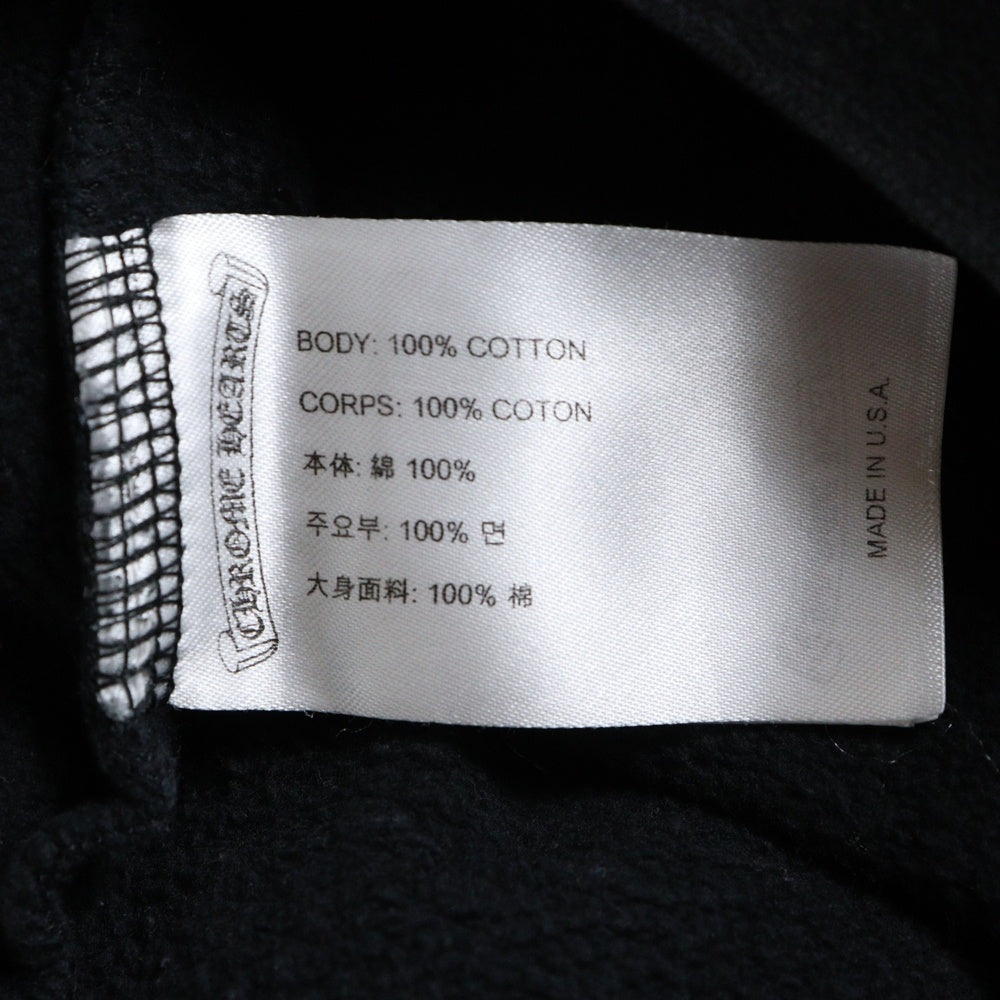 CHROME HEARTS
BODY: 100% COTTON
CORPS: 100% COTON
本体: 綿 100%
주요부: 100% 면
大身面料: 100% 棉
MADE IN U.S.A.